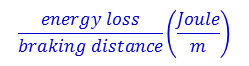 energy loss / braking distance (Joule / m)